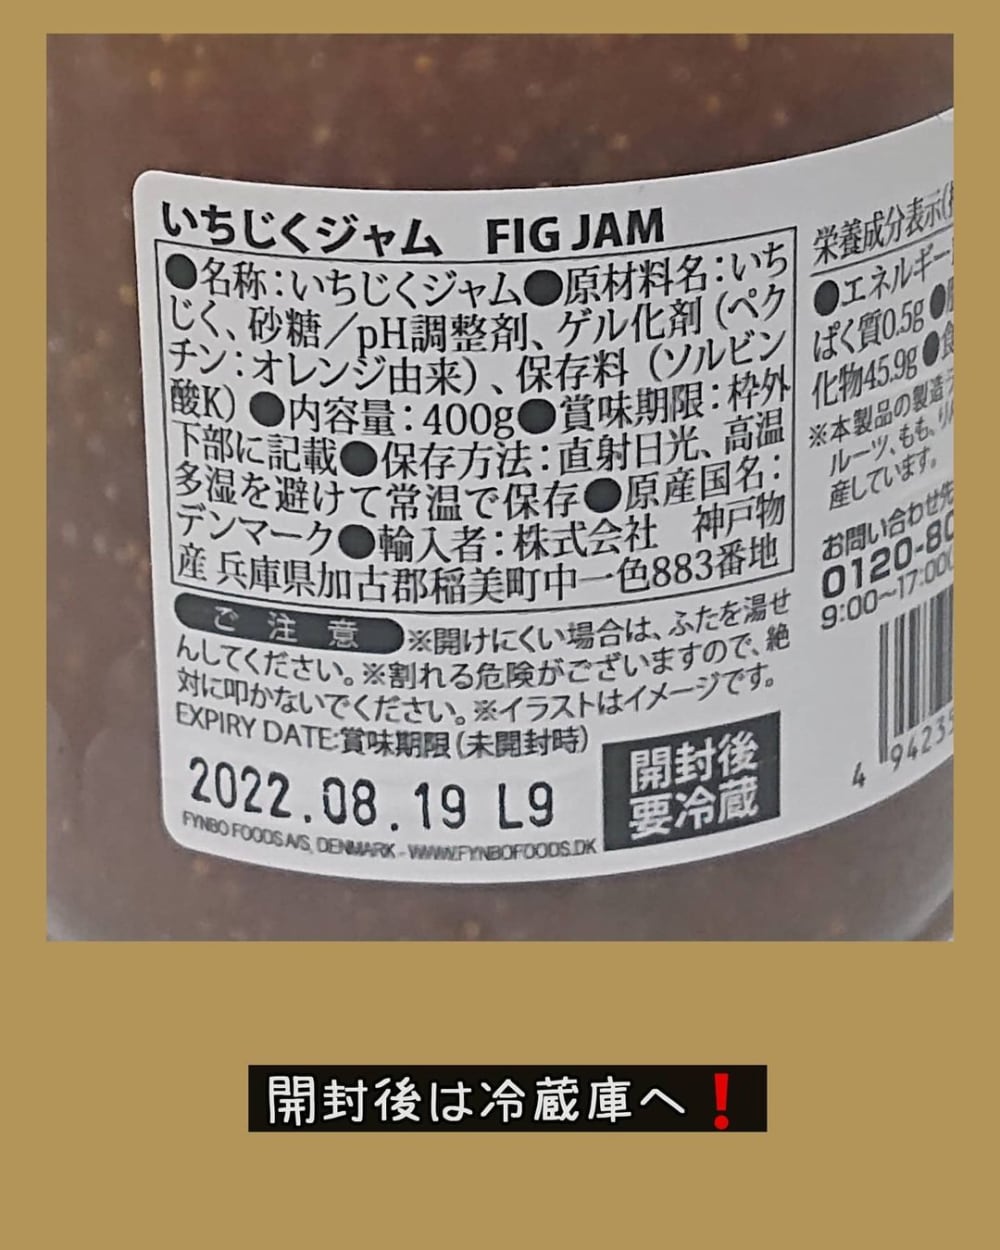 いちじくジャム FIG JAM
●名称:いちじくジャム●原材料名:いち
じく、砂糖/pH調整剤、ゲル化剤(ペク
チン:オレンジ由来)、保存料(ソルビン
酸K)●内容量:400g●賞味期限:枠外
下部に記載●保存方法:直射日光、高温
多湿を避けて常温で保存●原産国名:
デンマーク●輸入者:株式会社 神戸物
産 兵庫県加古郡稲美町中一色883番地
ご注意 ※開けにくい場合は、ふたを湯せ
んしてください。※割れる危険がございますので、絶
対に叩かないでください。※イラストはイメージです。
EXPIRY DATE:賞味期限(未開封時)
2022.08.19 L9
FYNBO FOODS A/S, DENMARK - WWW.FYNBOFOODS.DK
開封後
要冷蔵
栄養成分表示(
●エネルギー
ぱく質0.5g●
化物45.9g●食
※本製品の製造
ルーツ、もも、り
産しています。
お問い合わせ先
0120-80
9:00~17:00
4 94235
開封後は冷蔵庫へ❗